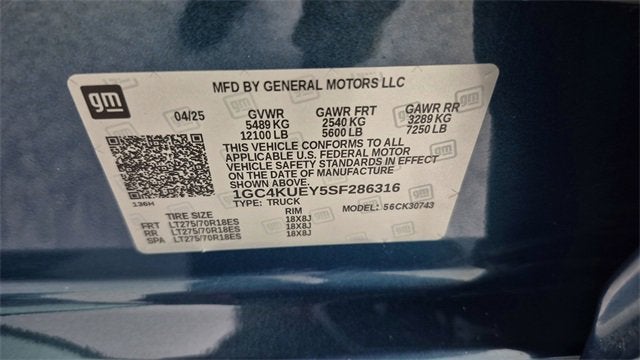 gm
MFD BY GENERAL MOTORS LLC
04/25 GVWR GAWR FRT GAWR RR
5489 KG 2540 KG 3289 KG
12100 LB 5600 LB 7250 LB
THIS VEHICLE CONFORMS TO ALL
APPLICABLE U.S. FEDERAL MOTOR
VEHICLE SAFETY STANDARDS IN EFFECT
ON THE DATE OF MANUFACTURE
SHOWN ABOVE.
1GC4KUEY5SF286316
136H TYPE: TRUCK MODEL: 56CK30743
TIRE SIZE RIM
FRT LT275/70R18ES 18X8J
RR LT275/70R18ES 18X8J
SPA LT275/70R18ES 18X8J